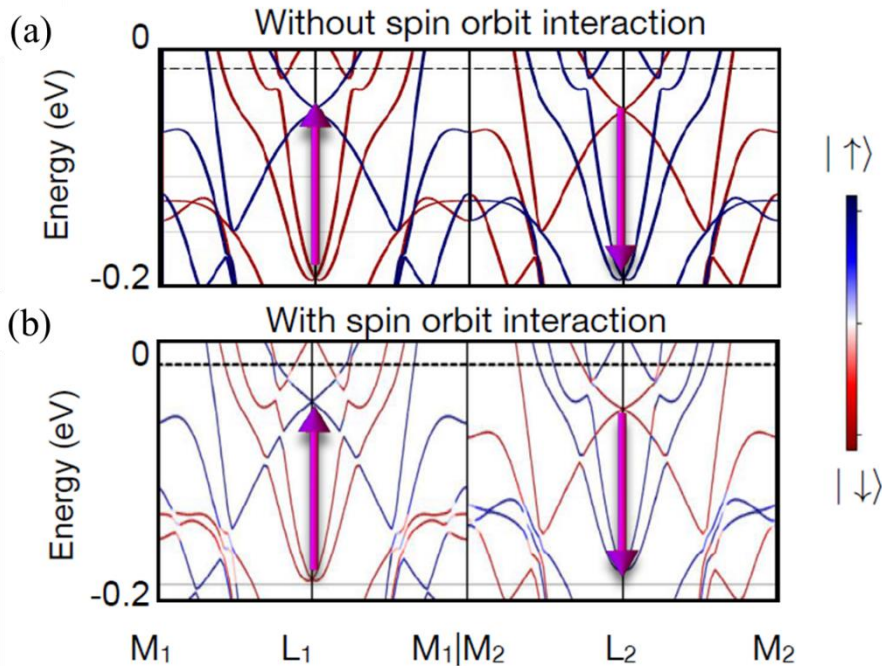 (a) Without spin orbit interaction
0
Energy (eV)
-0.2
| ↑⟩
(b) With spin orbit interaction
0
Energy (eV)
-0.2
| ↓⟩
M₁ L₁ M₁|M₂ L₂ M₂